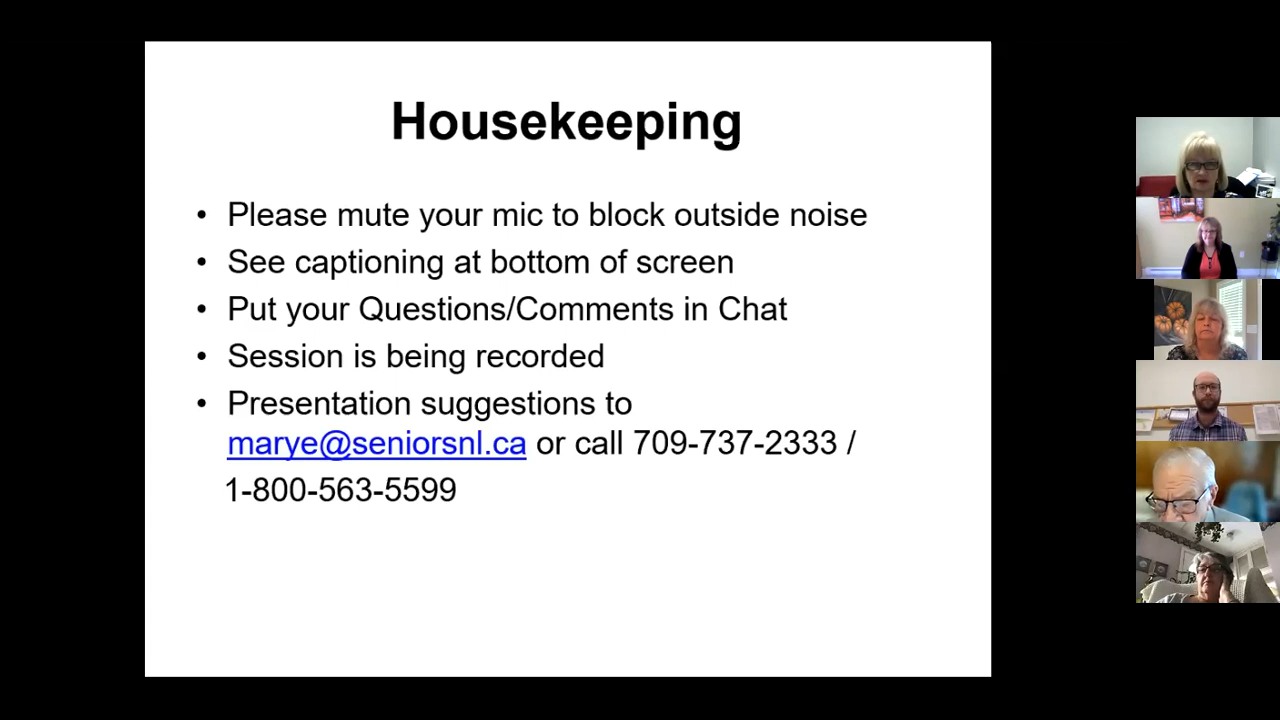 Housekeeping
• Please mute your mic to block outside noise
• See captioning at bottom of screen
• Put your Questions/Comments in Chat
• Session is being recorded
• Presentation suggestions to
marye@seniorsnl.ca or call 709-737-2333 /
1-800-563-5599